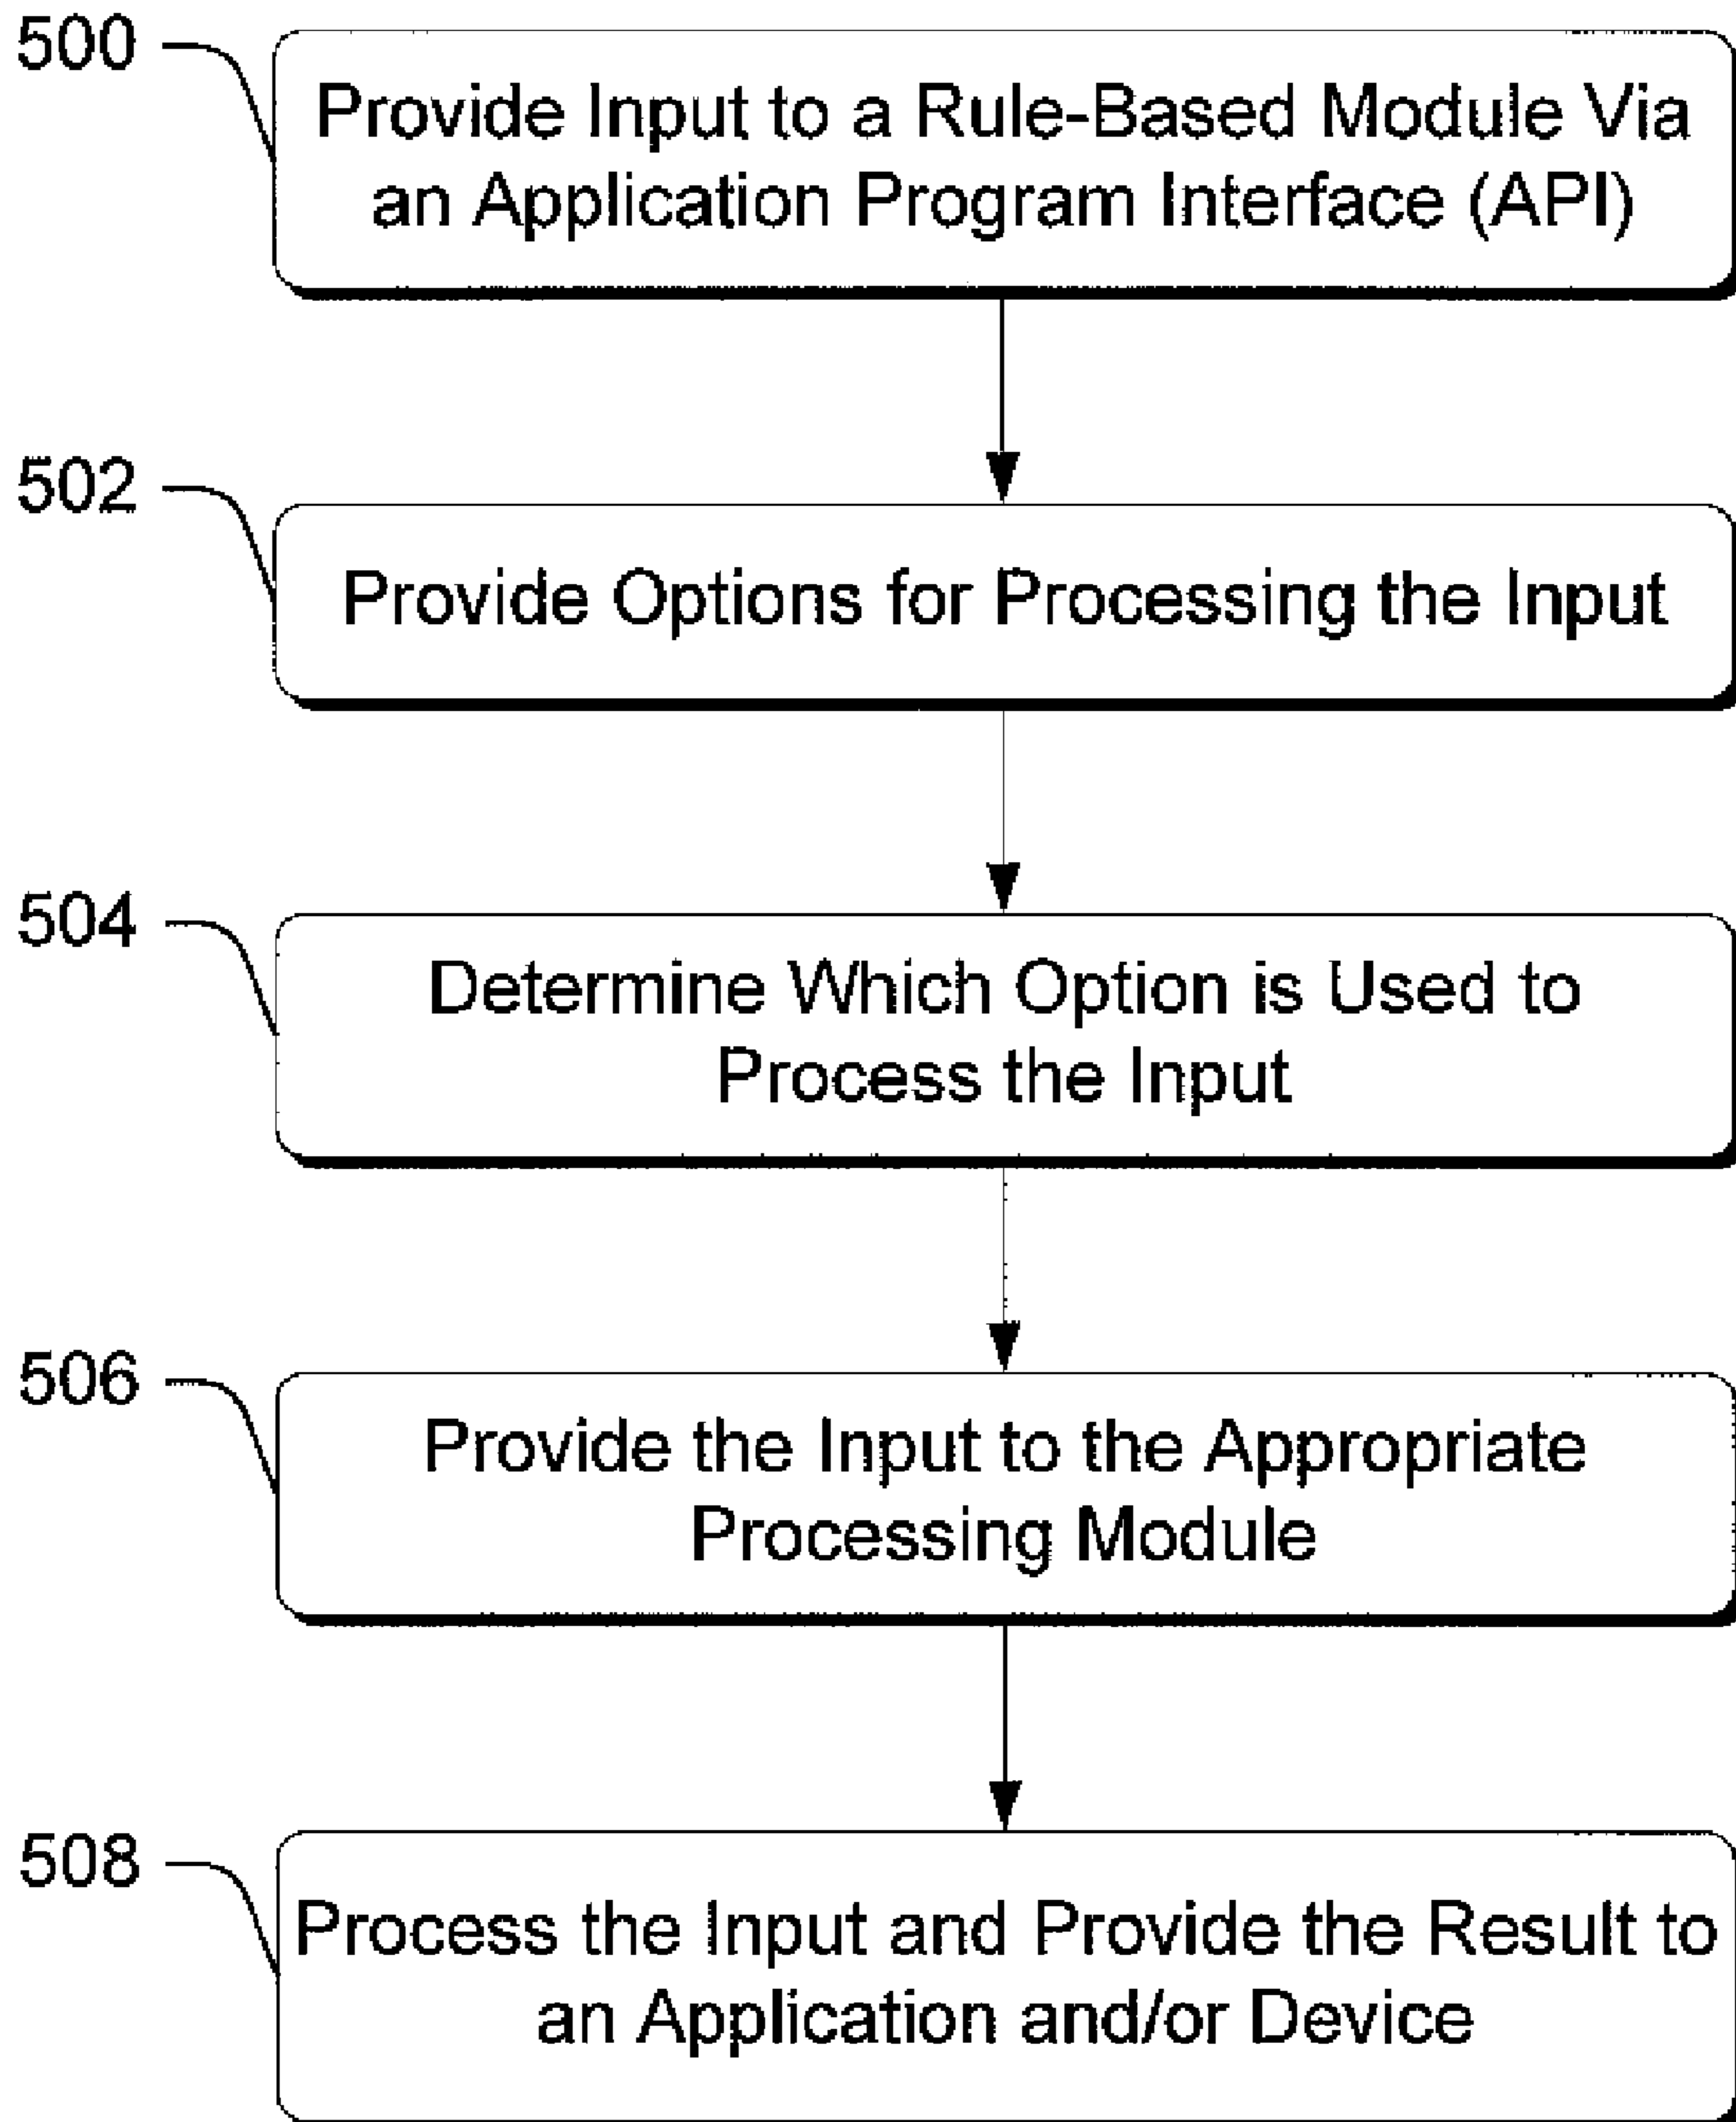 500
Provide Input to a Rule-Based Module Via
an Application Program Interface (API)
502
Provide Options for Processing the Input
504
Determine Which Option is Used to
Process the Input
506
Provide the Input to the Appropriate
Processing Module
508
Process the Input and Provide the Result to
an Application and/or Device